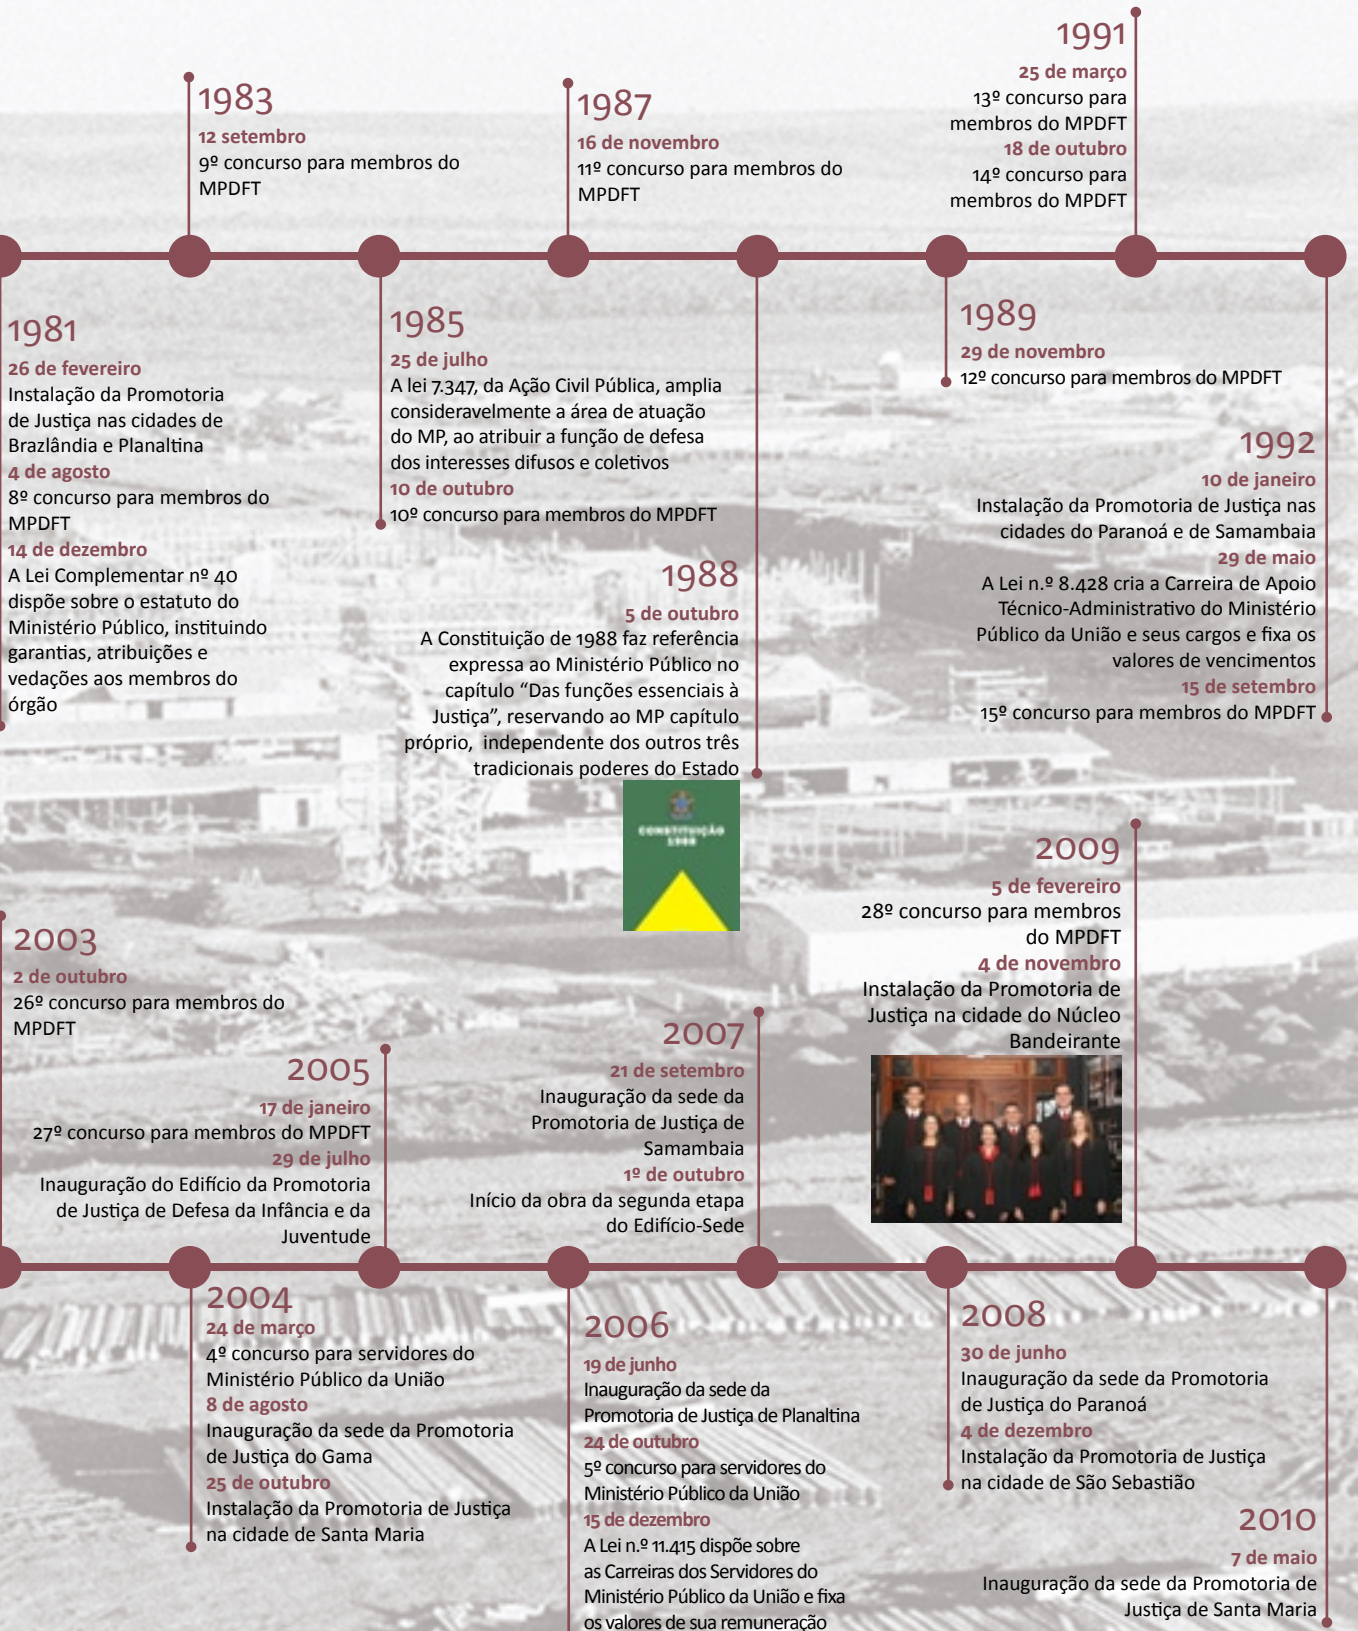 1983
12 setembro
9º concurso para membros do
MPDFT
1987
16 de novembro
11º concurso para membros do
MPDFT
1991
25 de março
13º concurso para
membros do MPDFT
18 de outubro
14º concurso para
membros do MPDFT
1981
26 de fevereiro
Instalação da Promotoria
de Justiça nas cidades de
Brazlândia e Planaltina
4 de agosto
8º concurso para membros do
MPDFT
14 de dezembro
A Lei Complementar nº 40
dispõe sobre o estatuto do
Ministério Público, instituindo
garantias, atribuições e
vedações aos membros do
órgão
1985
25 de julho
A lei 7.347, da Ação Civil Pública, amplia
consideravelmente a área de atuação
do MP, ao atribuir a função de defesa
dos interesses difusos e coletivos
10 de outubro
10º concurso para membros do MPDFT
1988
5 de outubro
A Constituição de 1988 faz referência
expressa ao Ministério Público no
capítulo “Das funções essenciais à
Justiça”, reservando ao MP capítulo
próprio, independente dos outros três
tradicionais poderes do Estado
CONSTITUIÇÃO
1988
1989
29 de novembro
12º concurso para membros do MPDFT
1992
10 de janeiro
Instalação da Promotoria de Justiça nas
cidades do Paranoá e de Samambaia
29 de maio
A Lei n.º 8.428 cria a Carreira de Apoio
Técnico-Administrativo do Ministério
Público da União e seus cargos e fixa os
valores de vencimentos
15 de setembro
15º concurso para membros do MPDFT
2003
2 de outubro
26º concurso para membros do
MPDFT
2005
17 de janeiro
27º concurso para membros do MPDFT
29 de julho
Inauguração do Edifício da Promotoria
de Justiça de Defesa da Infância e da
Juventude
2007
21 de setembro
Inauguração da sede da
Promotoria de Justiça de
Samambaia
1º de outubro
Início da obra da segunda etapa
do Edifício-Sede
2009
5 de fevereiro
28º concurso para membros
do MPDFT
4 de novembro
Instalação da Promotoria de
Justiça na cidade do Núcleo
Bandeirante
2004
24 de março
4º concurso para servidores do
Ministério Público da União
8 de agosto
Inauguração da sede da Promotoria
de Justiça do Gama
25 de outubro
Instalação da Promotoria de Justiça
na cidade de Santa Maria
2006
19 de junho
Inauguração da sede da
Promotoria de Justiça de Planaltina
24 de outubro
5º concurso para servidores do
Ministério Público da União
15 de dezembro
A Lei n.º 11.415 dispõe sobre
as Carreiras dos Servidores do
Ministério Público da União e fixa
os valores de sua remuneração
2008
30 de junho
Inauguração da sede da Promotoria
de Justiça do Paranoá
4 de dezembro
Instalação da Promotoria de Justiça
na cidade de São Sebastião
2010
7 de maio
Inauguração da sede da Promotoria de
Justiça de Santa Maria